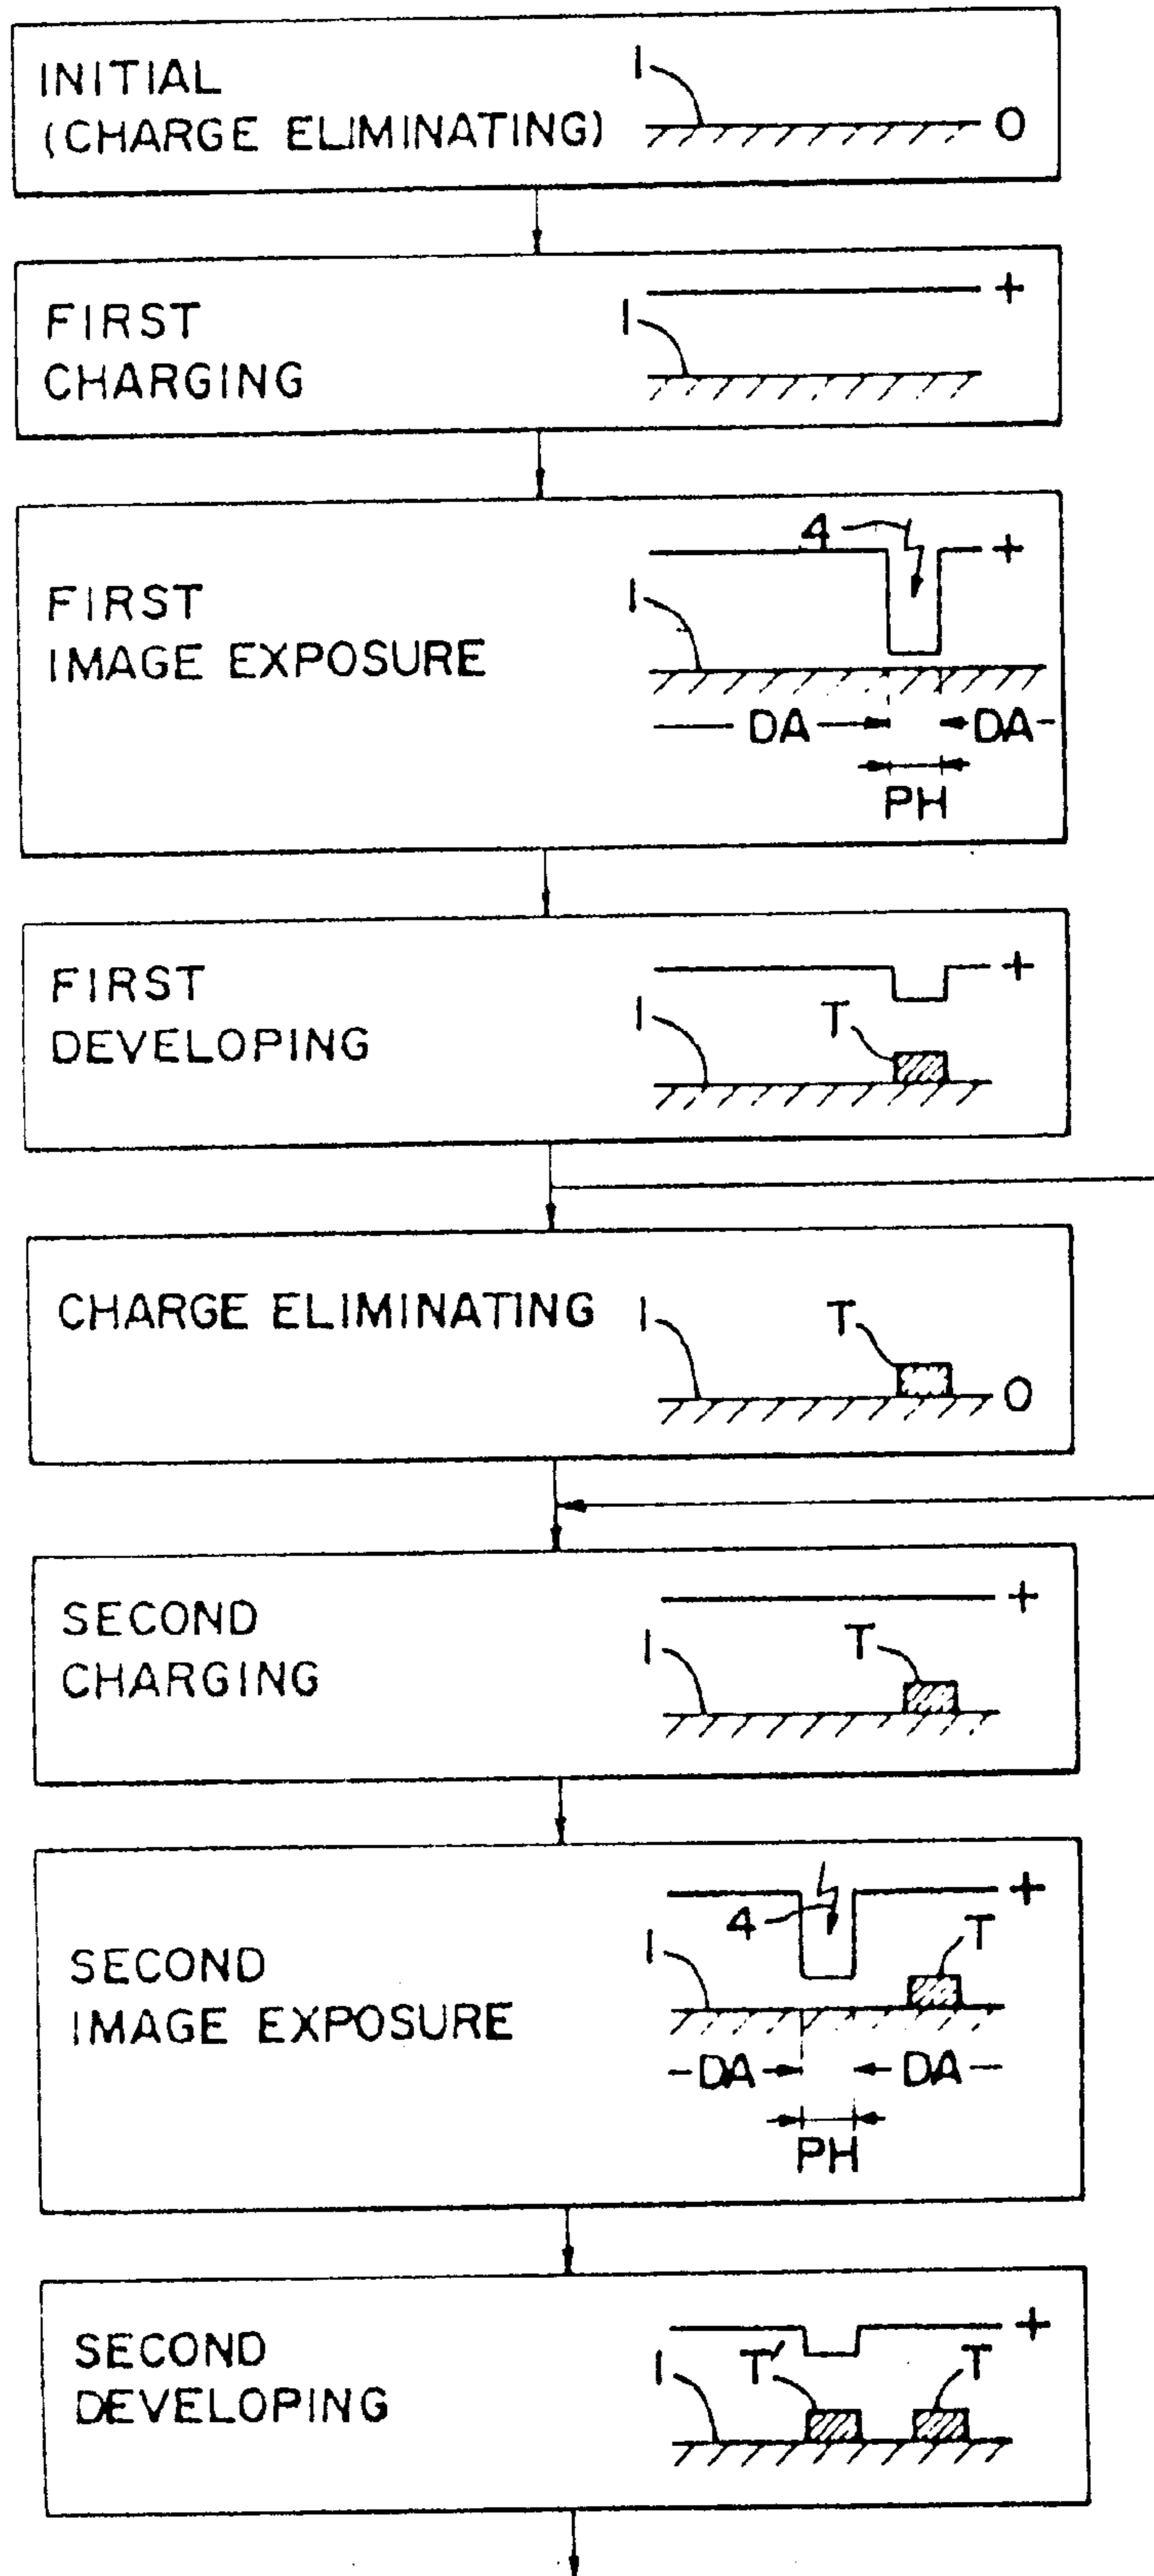 INITIAL
(CHARGE ELIMINATING)
1
0
FIRST
CHARGING
1
+
FIRST
IMAGE EXPOSURE
4
+
1
DA
DA
PH
FIRST
DEVELOPING
+
1
T
CHARGE ELIMINATING
1
T
0
SECOND
CHARGING
+
1
T
SECOND
IMAGE EXPOSURE
+
4
1
T
DA
DA
PH
SECOND
DEVELOPING
+
1
T'
T